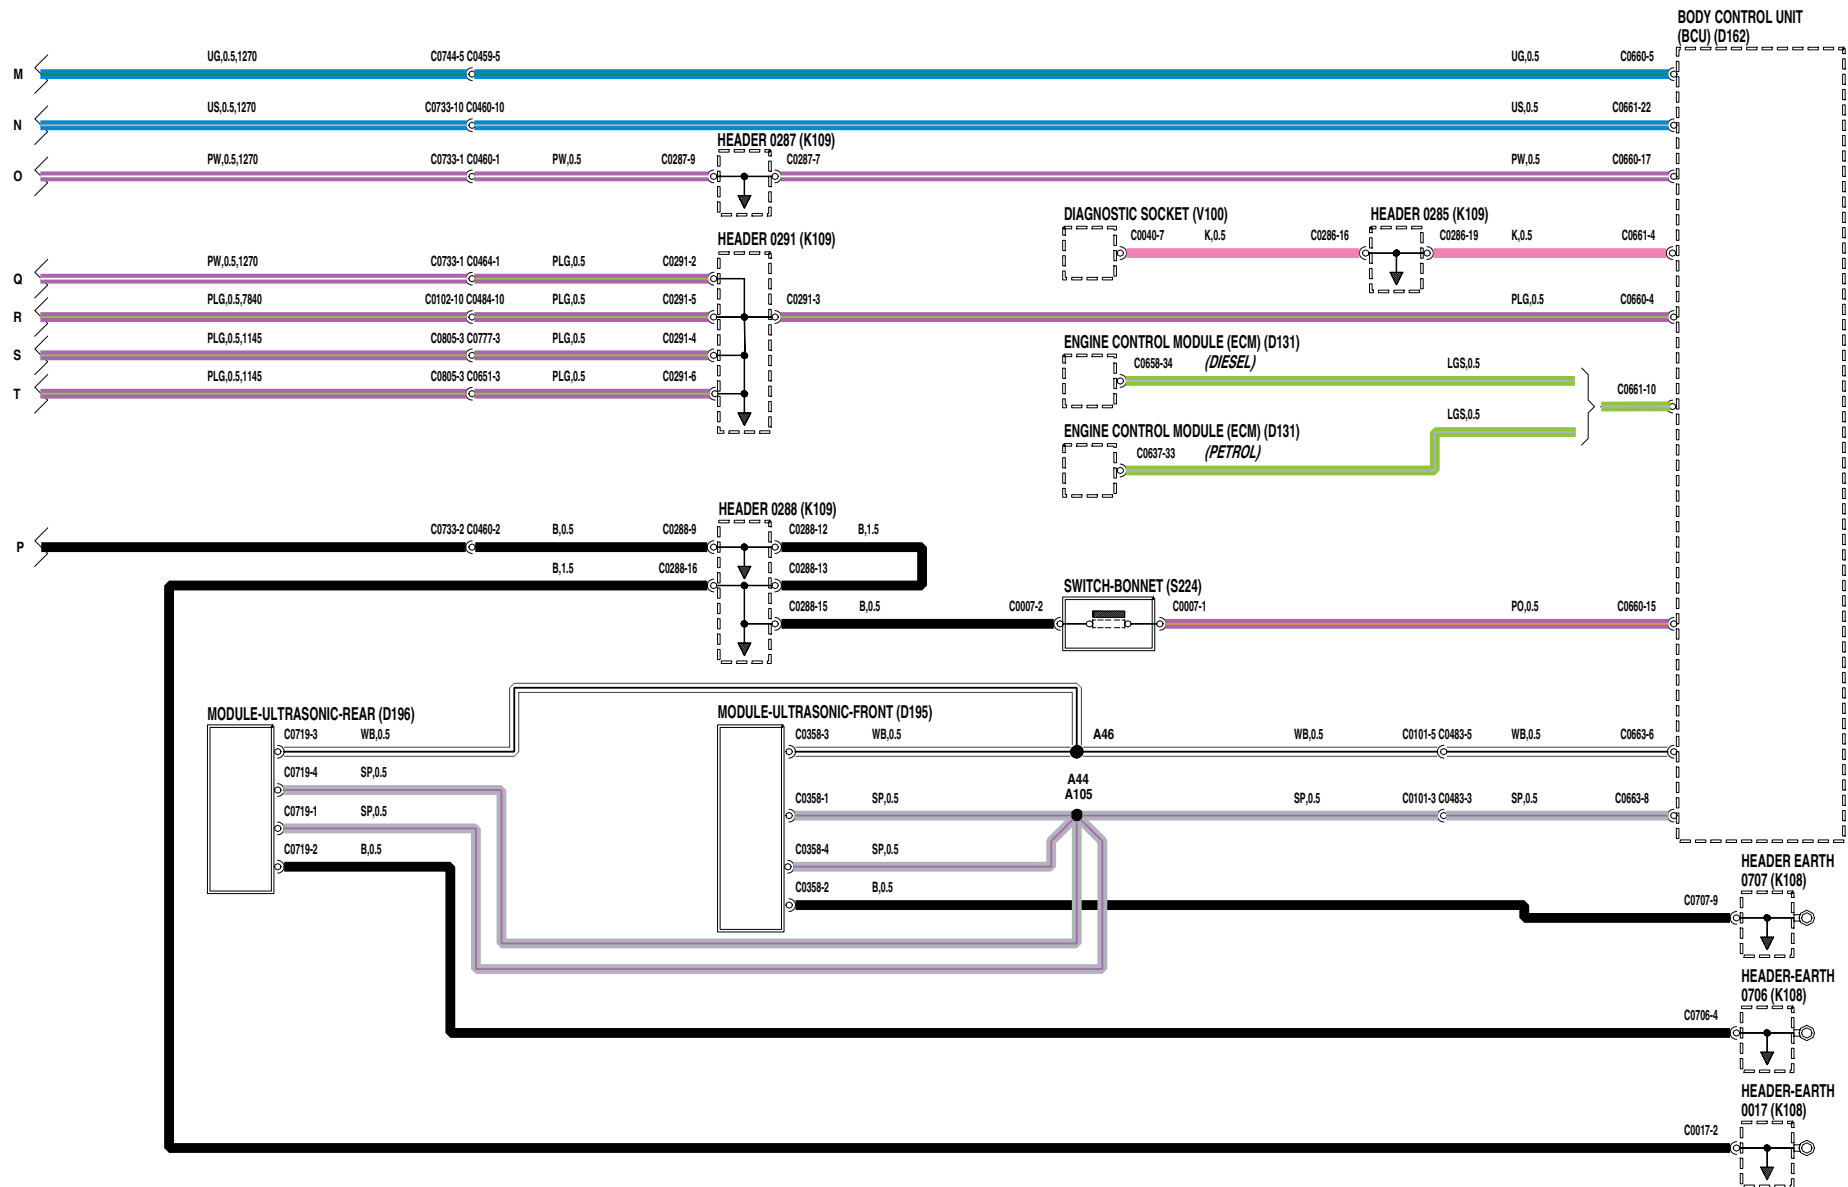 BODY CONTROL UNIT
(BCU) (D162)
M
UG,0.5,1270
C0744-5 C0459-5
UG,0.5
C0660-5
N
US,0.5,1270
C0733-10 C0460-10
US,0.5
C0661-22
HEADER 0287 (K109)
O
PW,0.5,1270
C0733-1 C0460-1
PW,0.5
C0287-9
C0287-7
PW,0.5
C0660-17
DIAGNOSTIC SOCKET (V100)
HEADER 0285 (K109)
C0040-7
K,0.5
C0286-16
C0286-19
K,0.5
C0661-4
HEADER 0291 (K109)
Q
PW,0.5,1270
C0733-1 C0464-1
PLG,0.5
C0291-2
R
PLG,0.5,7840
C0102-10 C0484-10
PLG,0.5
C0291-5
C0291-3
PLG,0.5
C0660-4
S
PLG,0.5,1145
C0805-3 C0777-3
PLG,0.5
C0291-4
T
PLG,0.5,1145
C0805-3 C0651-3
PLG,0.5
C0291-6
ENGINE CONTROL MODULE (ECM) (D131)
C0658-34
(DIESEL)
LGS,0.5
C0661-10
ENGINE CONTROL MODULE (ECM) (D131)
C0637-33
(PETROL)
LGS,0.5
HEADER 0288 (K109)
P
C0733-2 C0460-2
B,0.5
C0288-9
C0288-12
B,1.5
B,1.5
C0288-16
C0288-13
C0288-15
B,0.5
C0007-2
SWITCH-BONNET (S224)
C0007-1
PO,0.5
C0660-15
MODULE-ULTRASONIC-REAR (D196)
C0719-3
WB,0.5
C0719-4
SP,0.5
C0719-1
SP,0.5
C0719-2
B,0.5
MODULE-ULTRASONIC-FRONT (D195)
C0358-3
WB,0.5
A46
WB,0.5
C0101-5 C0483-5
WB,0.5
C0663-6
A44
A105
C0358-1
SP,0.5
SP,0.5
C0101-3 C0483-3
SP,0.5
C0663-8
C0358-4
SP,0.5
C0358-2
B,0.5
HEADER EARTH
0707 (K108)
C0707-9
HEADER-EARTH
0706 (K108)
C0706-4
HEADER-EARTH
0017 (K108)
C0017-2